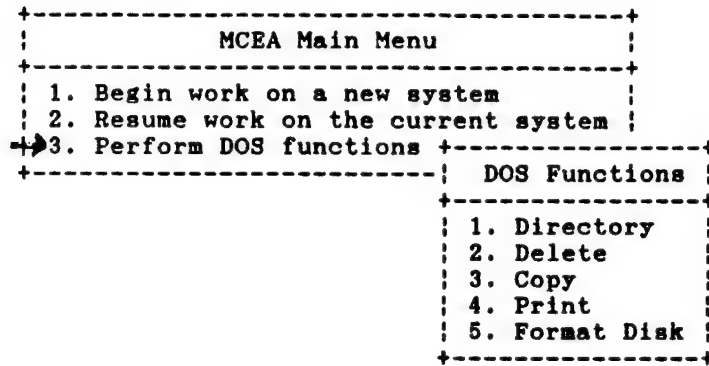 MCEA Main Menu
1. Begin work on a new system
2. Resume work on the current system
3. Perform DOS functions
DOS Functions
1. Directory
2. Delete
3. Copy
4. Print
5. Format Disk